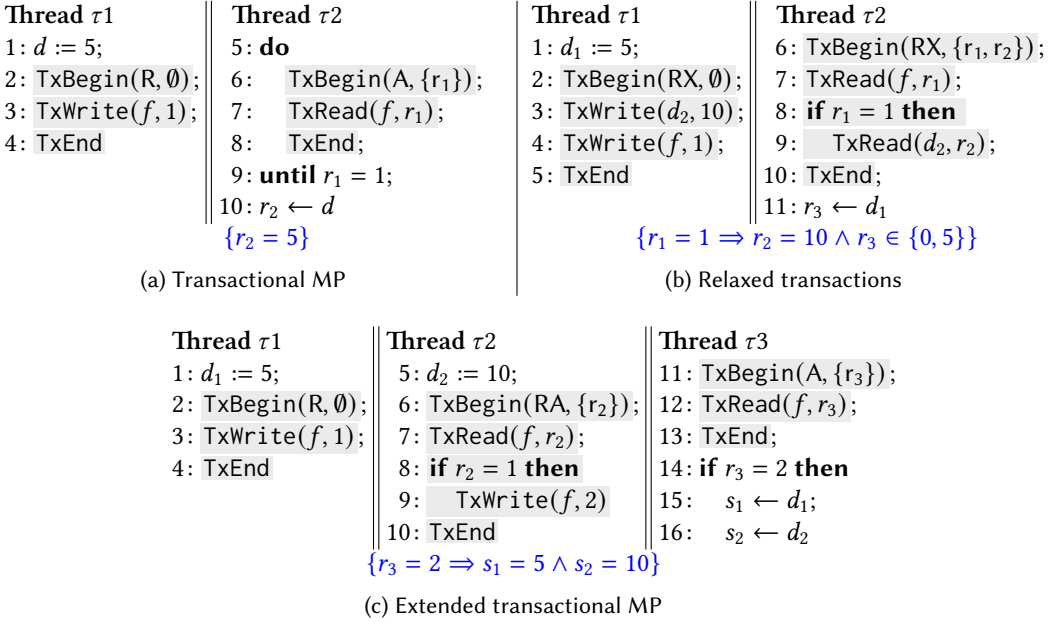 Thread τ1
1: d := 5;
2: TxBegin(R, ∅);
3: TxWrite(f, 1);
4: TxEnd
Thread τ2
5: do
6: TxBegin(A, {r₁});
7: TxRead(f, r₁);
8: TxEnd;
9: until r₁ = 1;
10: r₂ ← d
{r₂ = 5}
(a) Transactional MP
Thread τ1
1: d₁ := 5;
2: TxBegin(RX, ∅);
3: TxWrite(d₂, 10);
4: TxWrite(f, 1);
5: TxEnd
Thread τ2
6: TxBegin(RX, {r₁, r₂});
7: TxRead(f, r₁);
8: if r₁ = 1 then
9: TxRead(d₂, r₂);
10: TxEnd;
11: r₃ ← d₁
{r₁ = 1 ⇒ r₂ = 10 ∧ r₃ ∈ {0, 5}}
(b) Relaxed transactions
Thread τ1
1: d₁ := 5;
2: TxBegin(R, ∅);
3: TxWrite(f, 1);
4: TxEnd
Thread τ2
5: d₂ := 10;
6: TxBegin(RA, {r₂});
7: TxRead(f, r₂);
8: if r₂ = 1 then
9: TxWrite(f, 2)
10: TxEnd
Thread τ3
11: TxBegin(A, {r₃});
12: TxRead(f, r₃);
13: TxEnd;
14: if r₃ = 2 then
15: s₁ ← d₁;
16: s₂ ← d₂
{r₃ = 2 ⇒ s₁ = 5 ∧ s₂ = 10}
(c) Extended transactional MP